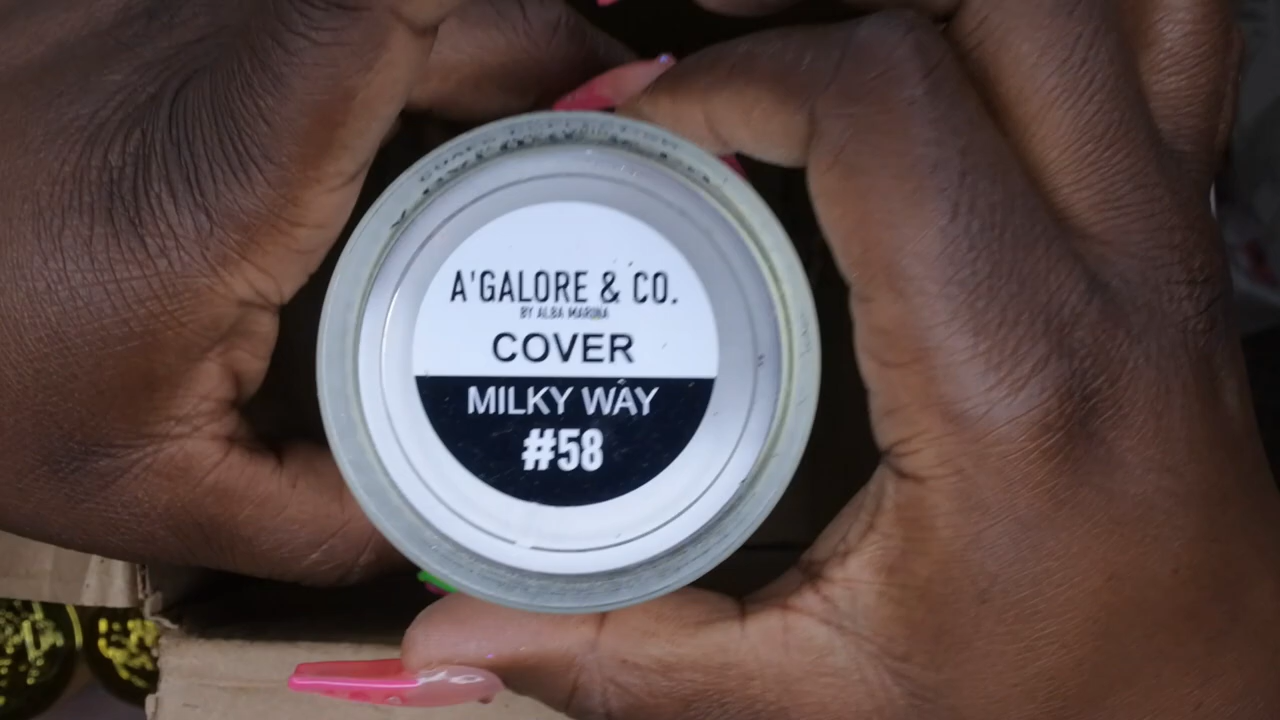 A'GALORE & CO.
BY ALBA MARINA
COVER
MILKY WAY
#58